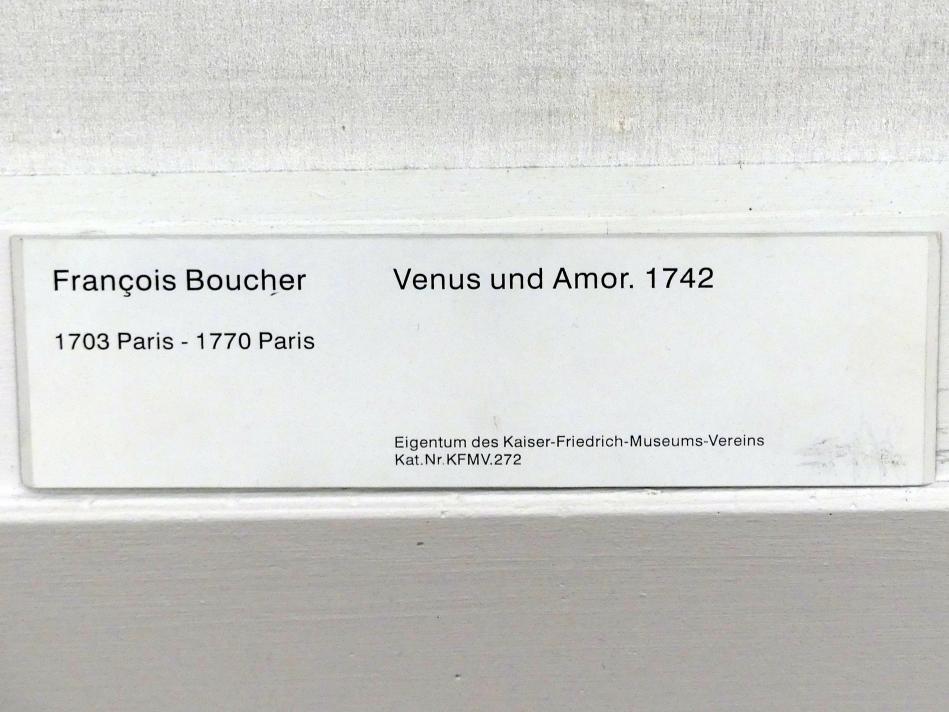 François Boucher
1703 Paris - 1770 Paris
Venus und Amor. 1742
Eigentum des Kaiser-Friedrich-Museums-Vereins
Kat.Nr.KFMV.272